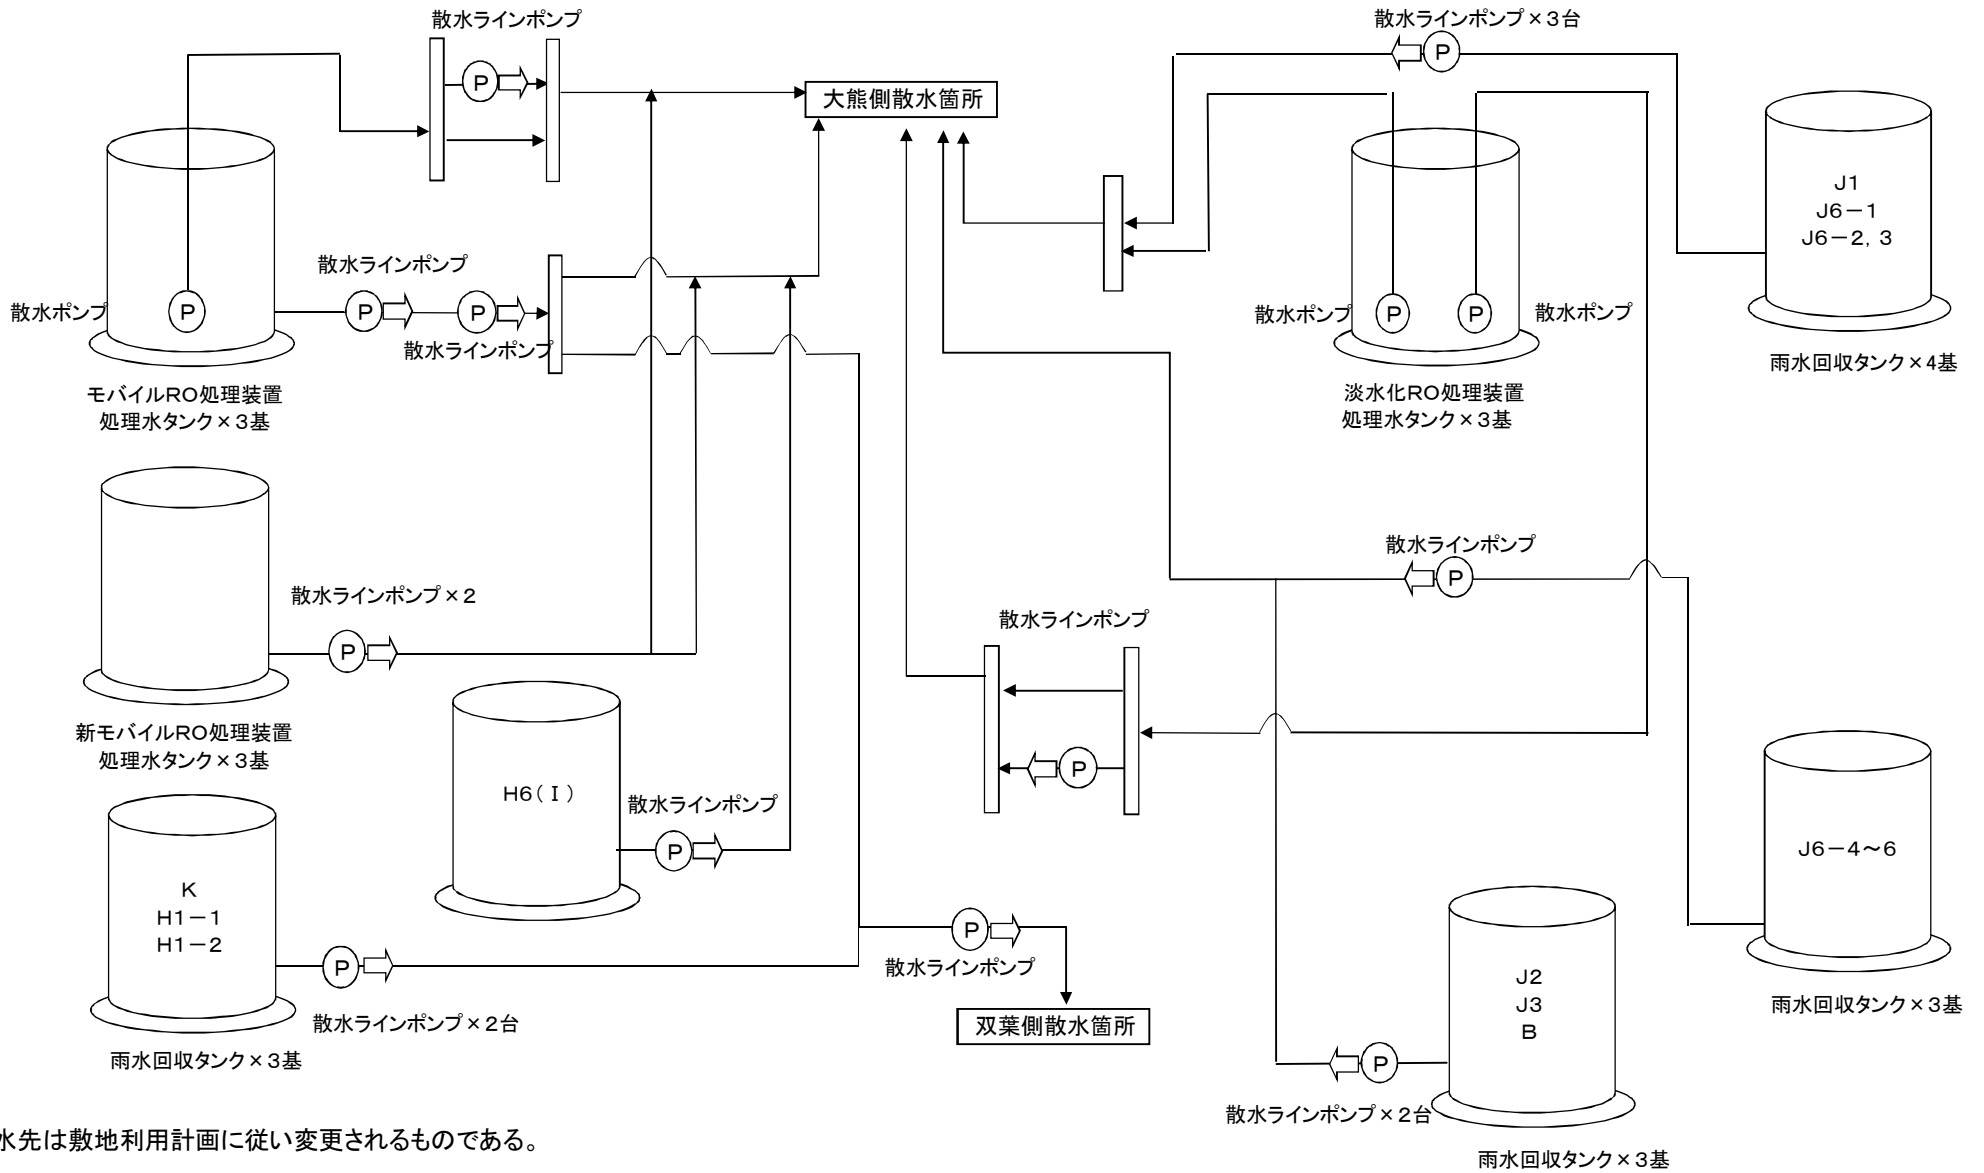 散水ラインポンプ
散水ラインポンプ×3台
P
P
大熊側散水箇所
J1
J6－1
J6－2，3
散水ラインポンプ
散水ポンプ
P
P
P
散水ラインポンプ
散水ポンプ
P
P
散水ポンプ
モバイルRO処理装置
処理水タンク×3基
淡水化RO処理装置
処理水タンク×3基
雨水回収タンク×4基
散水ラインポンプ
P
散水ラインポンプ×2
P
新モバイルRO処理装置
処理水タンク×3基
散水ラインポンプ
P
H6（Ⅰ）
散水ラインポンプ
P
J6－4～6
雨水回収タンク×3基
K
H1－1
H1－2
P
散水ラインポンプ×2台
雨水回収タンク×3基
P
散水ラインポンプ
双葉側散水箇所
J2
J3
B
P
散水ラインポンプ×2台
雨水回収タンク×3基
水先は敷地利用計画に従い変更されるものである。